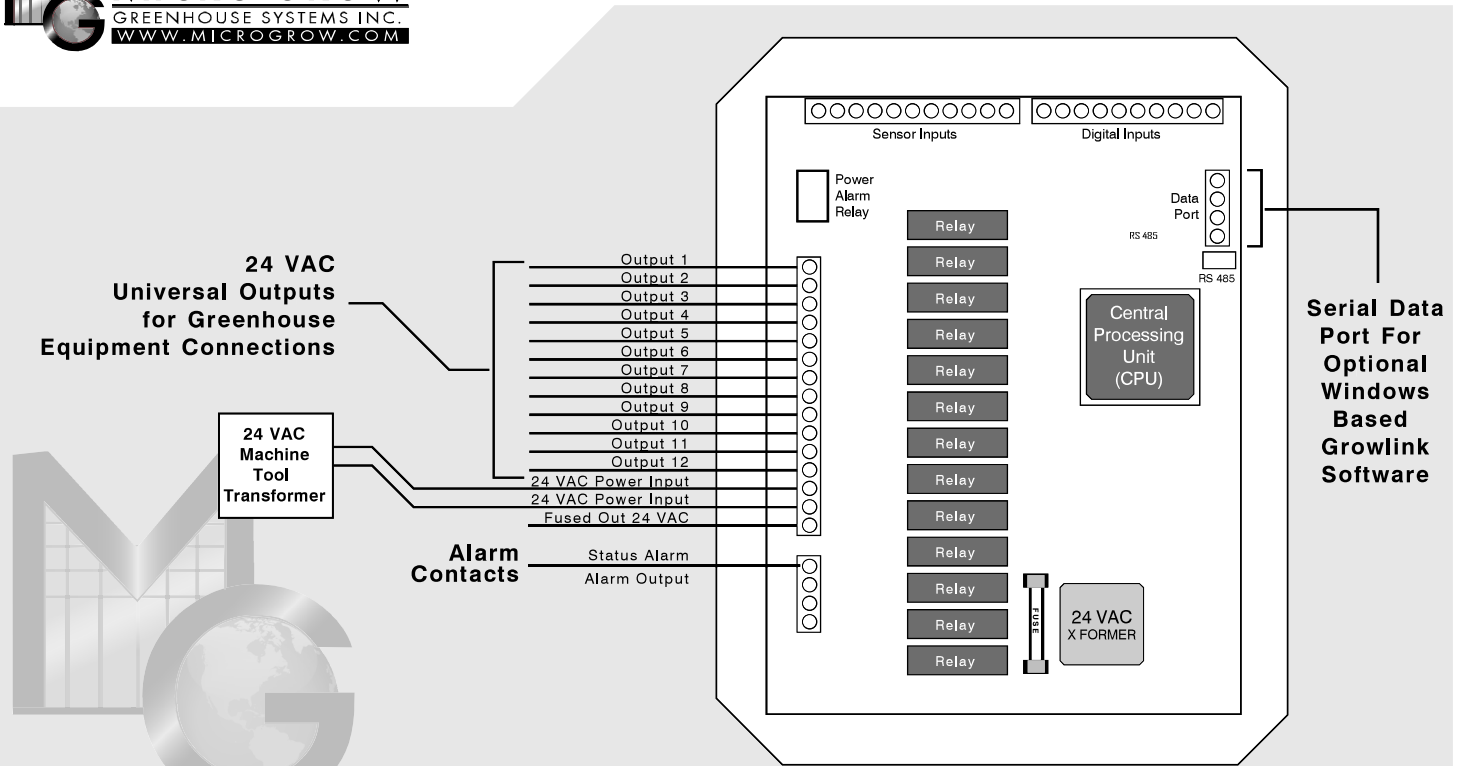 GREENHOUSE SYSTEMS INC.
WWW.MICROGROW.COM
Sensor Inputs
Digital Inputs
Power
Alarm
Relay
Data
Port
RS 485
RS 485
24 VAC
Universal Outputs
for Greenhouse
Equipment Connections
Output 1
Output 2
Output 3
Output 4
Output 5
Output 6
Output 7
Output 8
Output 9
Output 10
Output 11
Output 12
24 VAC Power Input
24 VAC Power Input
Fused Out 24 VAC
24 VAC
Machine
Tool
Transformer
Alarm
Contacts
Status Alarm
Alarm Output
Relay
Relay
Relay
Relay
Relay
Relay
Relay
Relay
Relay
Relay
Relay
Relay
Relay
Central
Processing
Unit
(CPU)
FUSE
24 VAC
X FORMER
Serial Data
Port For
Optional
Windows
Based
Growlink
Software
MG